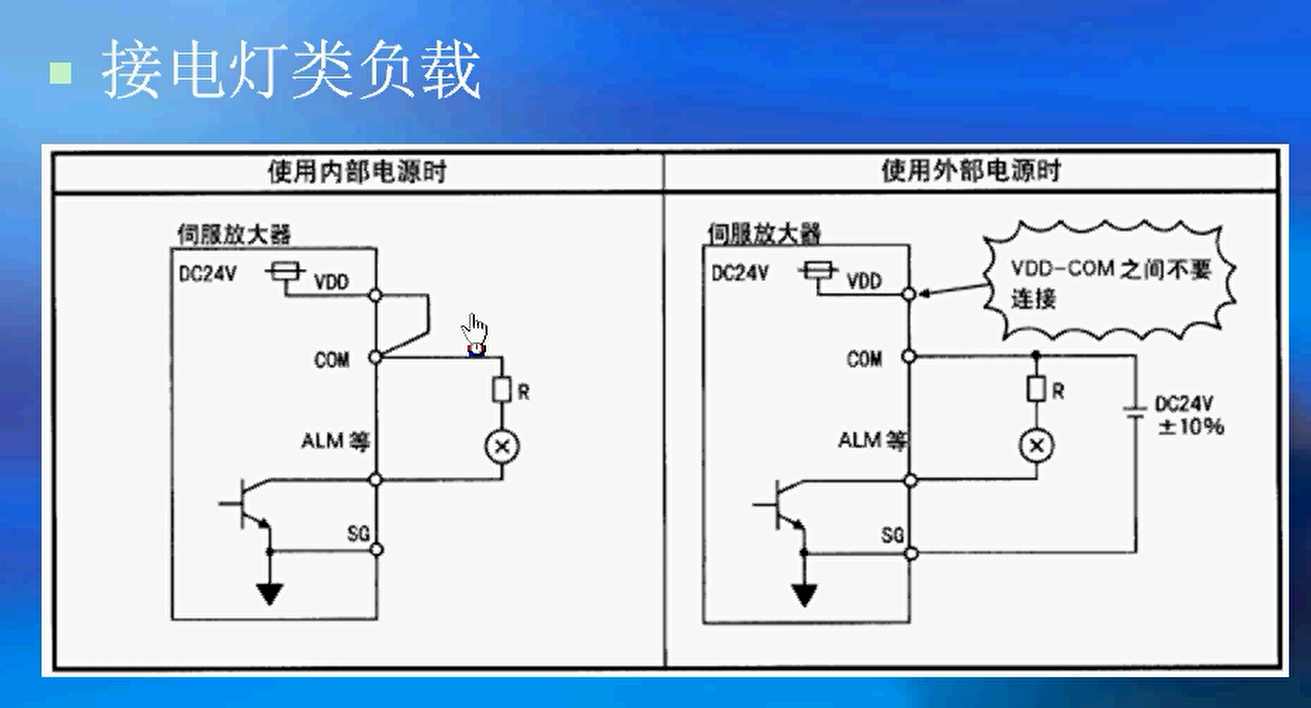 接电灯类负载
使用内部电源时
使用外部电源时
伺服放大器
DC24V
VDD
COM
R
ALM 等
SG
伺服放大器
DC24V
VDD
VDD-COM 之间不要
连接
COM
R
DC24V
±10%
ALM 等
SG